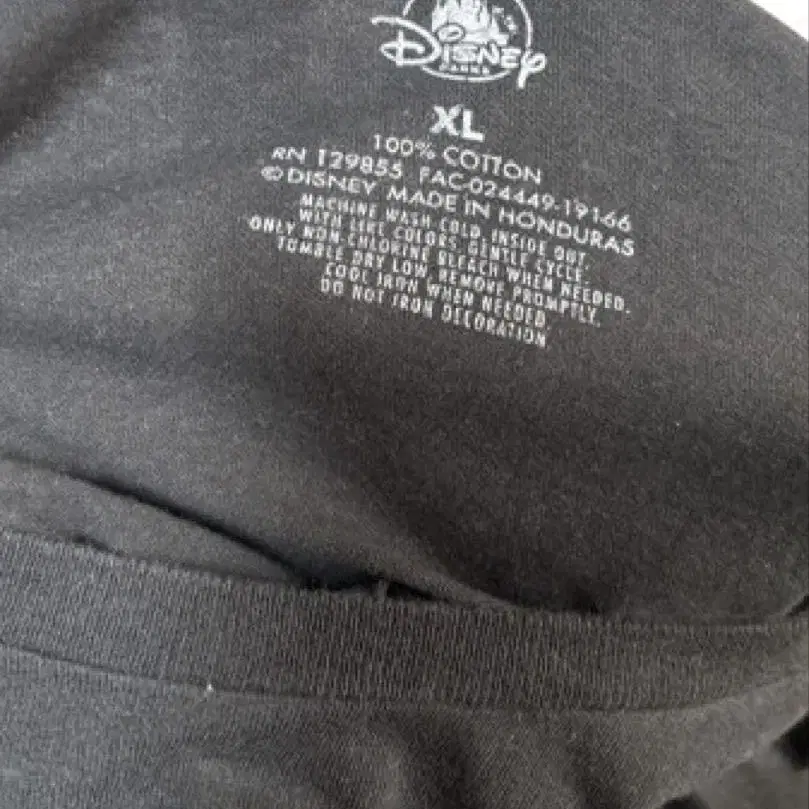 Disney
PARKS
XL
100% COTTON
RN 129855 FAC-024449-19166
© DISNEY MADE IN HONDURAS
MACHINE WASH COLD, INSIDE OUT,
WITH LIKE COLORS, GENTLE CYCLE.
ONLY NON-CHLORINE BLEACH WHEN NEEDED.
TUMBLE DRY LOW, REMOVE PROMPTLY.
COOL IRON WHEN NEEDED.
DO NOT IRON DECORATION.